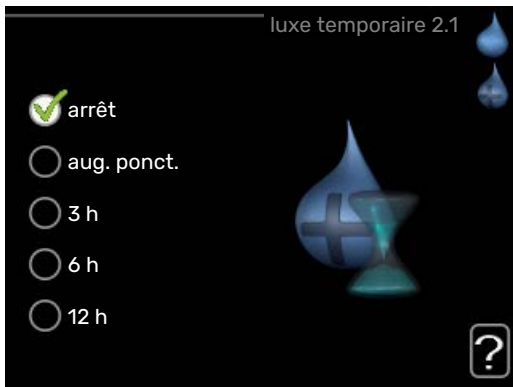 luxe temporaire 2.1
arrêt
aug. ponct.
3 h
6 h
12 h
?